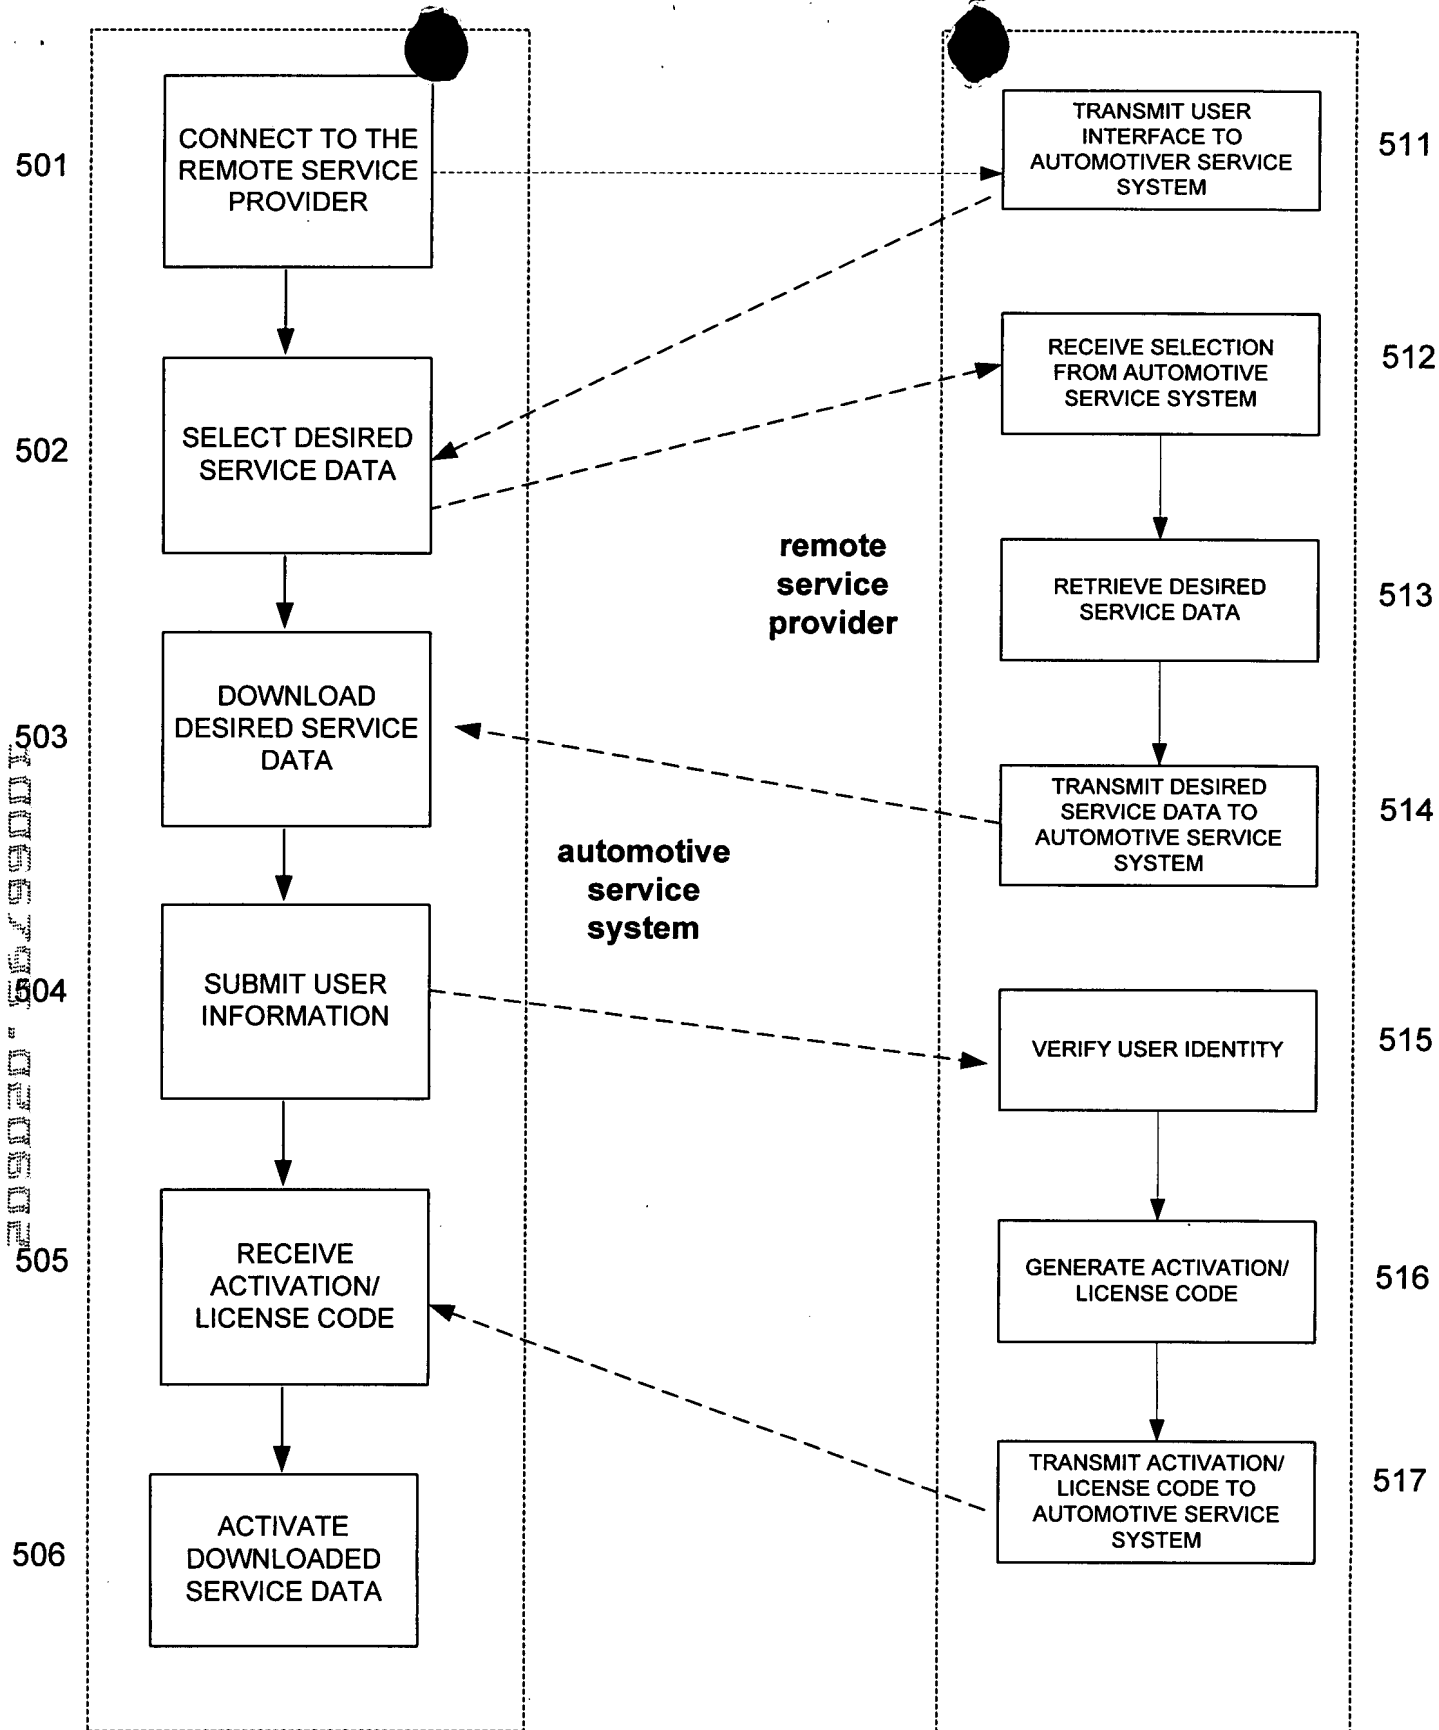 501
CONNECT TO THE
REMOTE SERVICE
PROVIDER
502
SELECT DESIRED
SERVICE DATA
503
DOWNLOAD
DESIRED SERVICE
DATA
504
SUBMIT USER
INFORMATION
505
RECEIVE
ACTIVATION/
LICENSE CODE
506
ACTIVATE
DOWNLOADED
SERVICE DATA
automotive
service
system
remote
service
provider
TRANSMIT USER
INTERFACE TO
AUTOMOTIVER SERVICE
SYSTEM
511
RECEIVE SELECTION
FROM AUTOMOTIVE
SERVICE SYSTEM
512
RETRIEVE DESIRED
SERVICE DATA
513
TRANSMIT DESIRED
SERVICE DATA TO
AUTOMOTIVE SERVICE
SYSTEM
514
VERIFY USER IDENTITY
515
GENERATE ACTIVATION/
LICENSE CODE
516
TRANSMIT ACTIVATION/
LICENSE CODE TO
AUTOMOTIVE SERVICE
SYSTEM
517